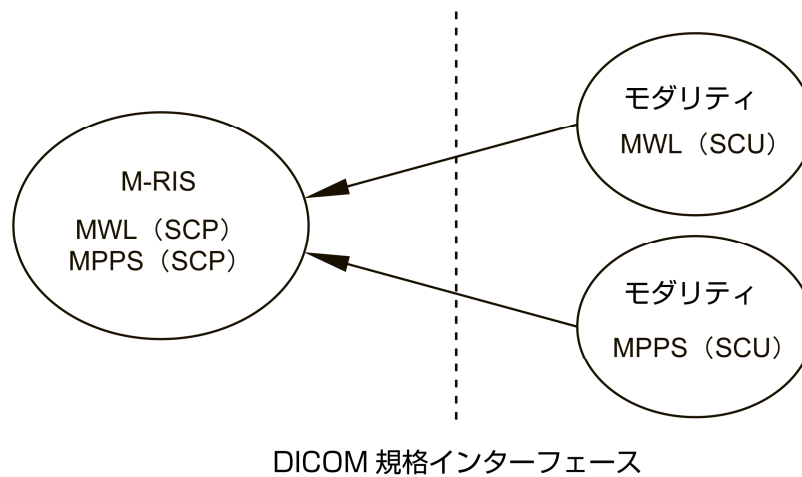 M-RIS
MWL（SCP）
MPPS（SCP）
モダリティ
MWL（SCU）
モダリティ
MPPS（SCU）
DICOM 規格インターフェース